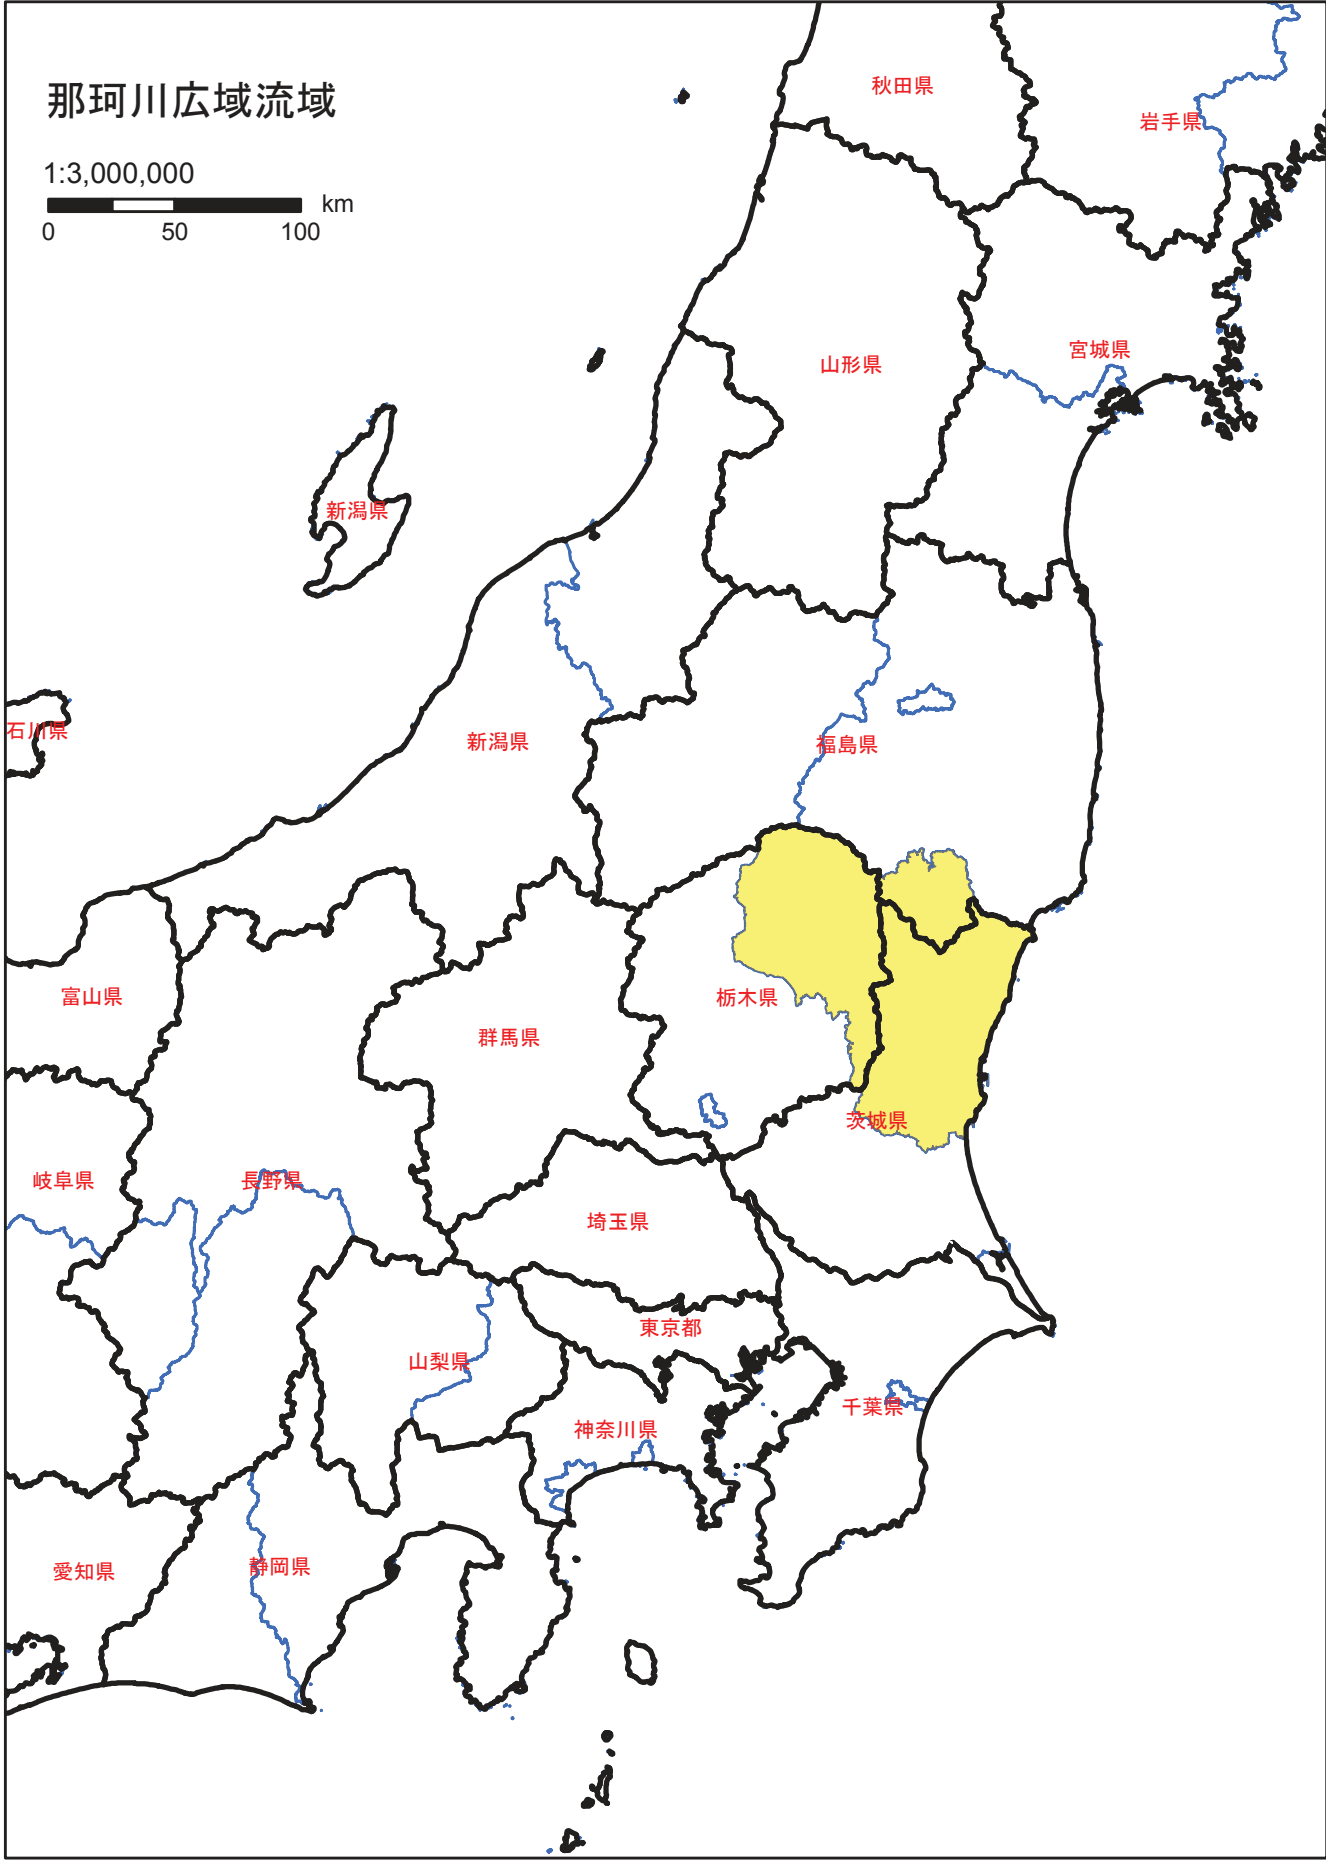 那珂川広域流域
1:3,000,000
km
0 50 100
秋田県
岩手県
山形県
宮城県
新潟県
石川県
新潟県
福島県
富山県
群馬県
栃木県
岐阜県
長野県
茨城県
埼玉県
東京都
山梨県
千葉県
神奈川県
愛知県
静岡県